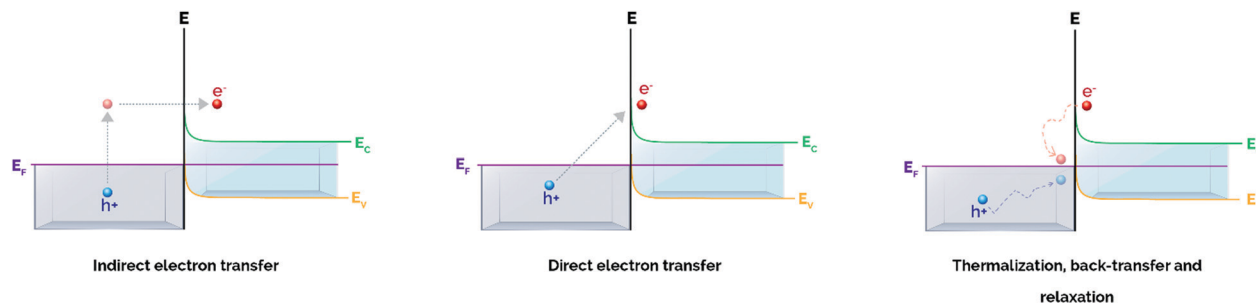 E E E
e⁻ e⁻ e⁻
E_C E_C E
E_F E_F E_F
h+ h+ h+
E_V E_V E
Indirect electron transfer
Direct electron transfer
Thermalization, back-transfer and
relaxation